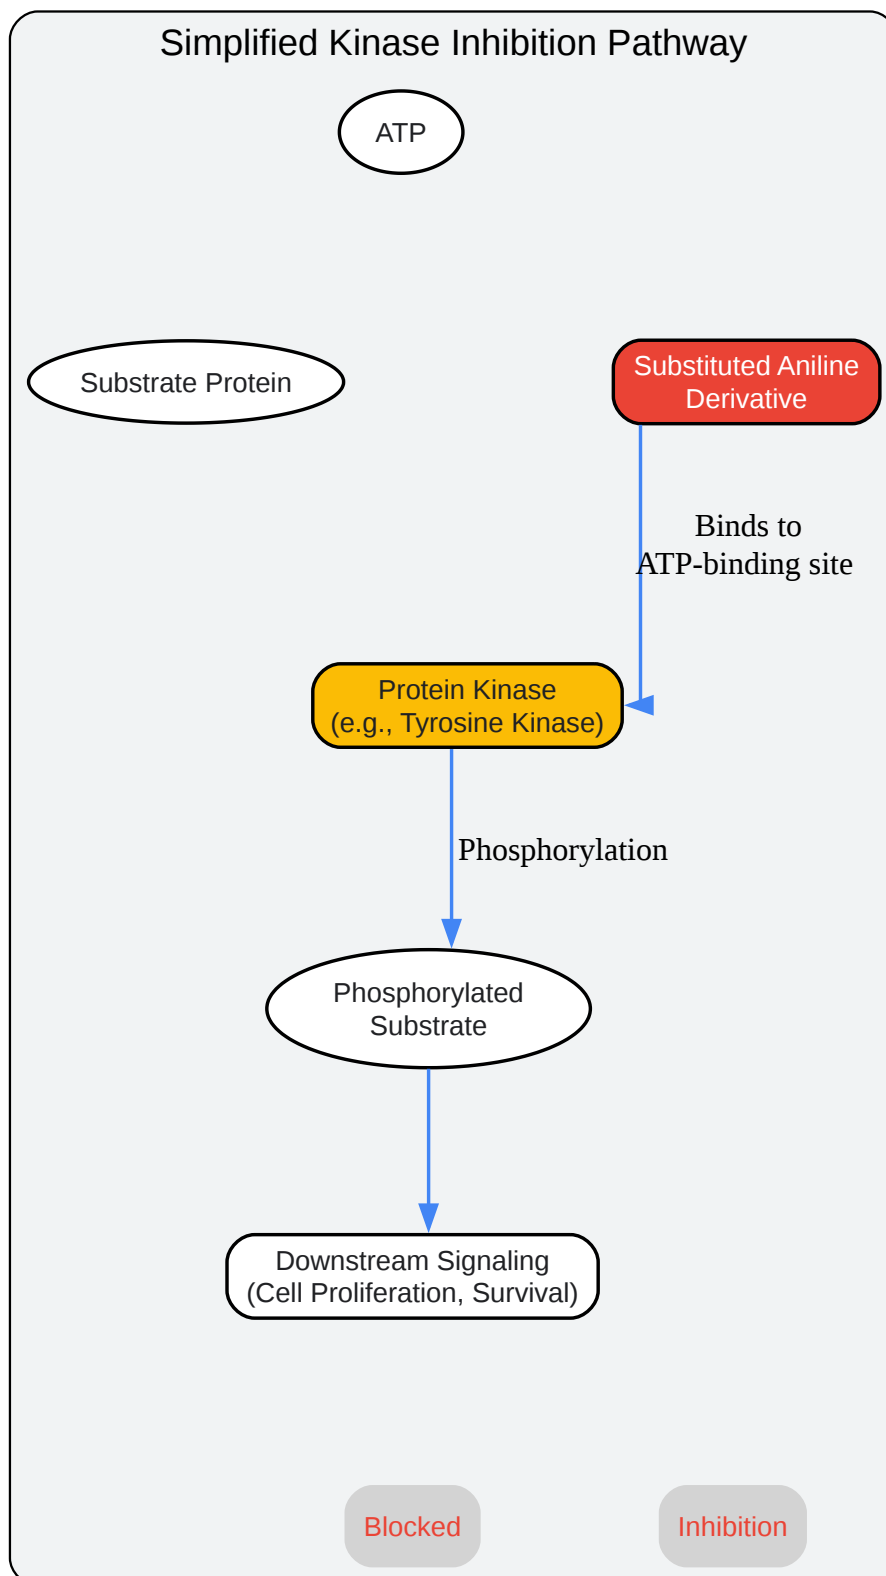 Simplified Kinase Inhibition Pathway
ATP
Substrate Protein
Substituted Aniline
Derivative
Binds to
ATP-binding site
Protein Kinase
(e.g., Tyrosine Kinase)
Phosphorylation
Phosphorylated
Substrate
Downstream Signaling
(Cell Proliferation, Survival)
Blocked
Inhibition